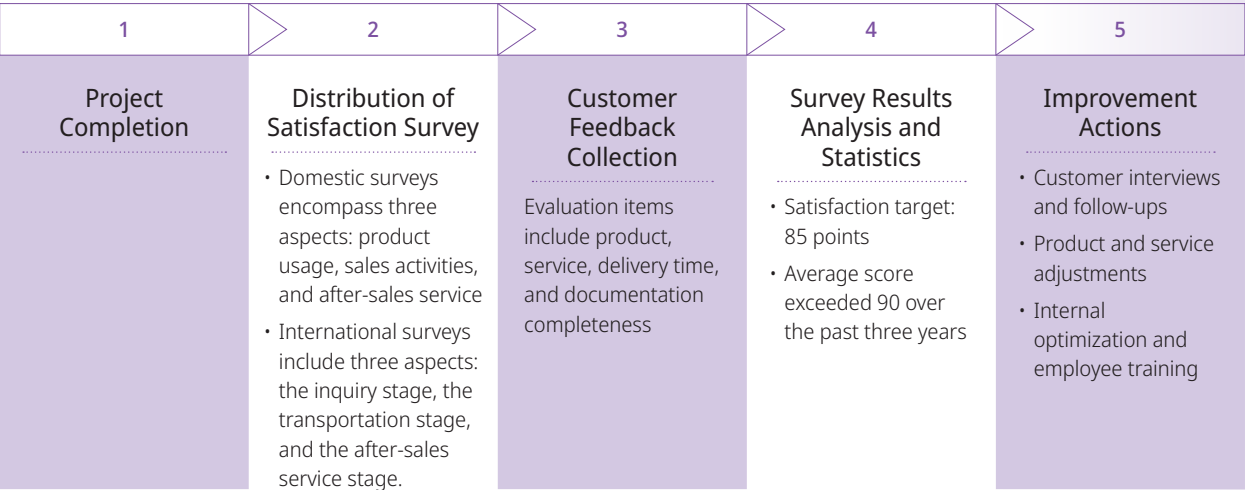 1
2
3
4
5
Project
Completion
Distribution of
Satisfaction Survey
• Domestic surveys
encompass three
aspects: product
usage, sales activities,
and after-sales service
• International surveys
include three aspects:
the inquiry stage, the
transportation stage,
and the after-sales
service stage.
Customer
Feedback
Collection
Evaluation items
include product,
service, delivery time,
and documentation
completeness
Survey Results
Analysis and
Statistics
• Satisfaction target:
85 points
• Average score
exceeded 90 over
the past three years
Improvement
Actions
• Customer interviews
and follow-ups
• Product and service
adjustments
• Internal
optimization and
employee training